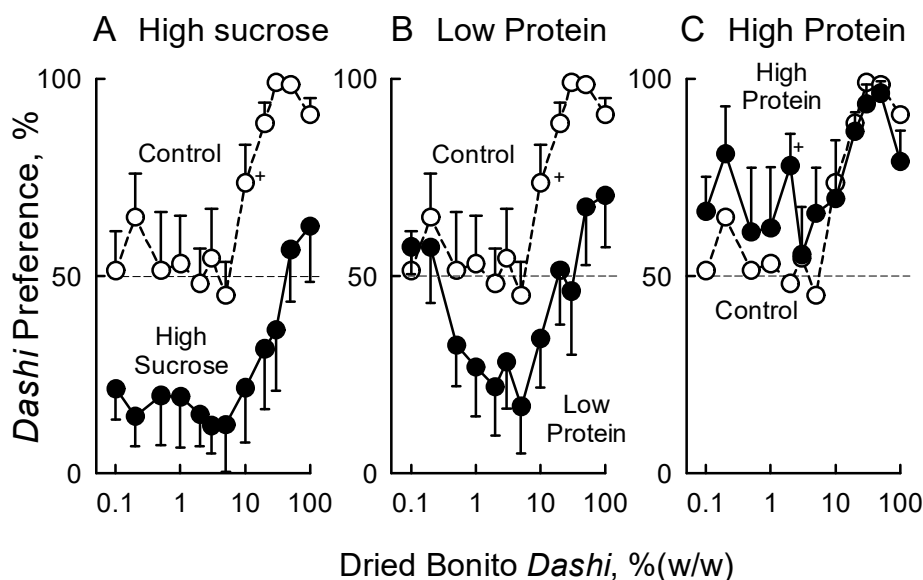 A High sucrose
B Low Protein
C High Protein
Dashi Preference, %
100
50
0
Control
+
High
Sucrose
0.1 1 10 100
100
50
0
Control
+
Low
Protein
0.1 1 10 100
100
50
0
High
Protein
+
Control
0.1 1 10 100
Dried Bonito Dashi, %(w/w)